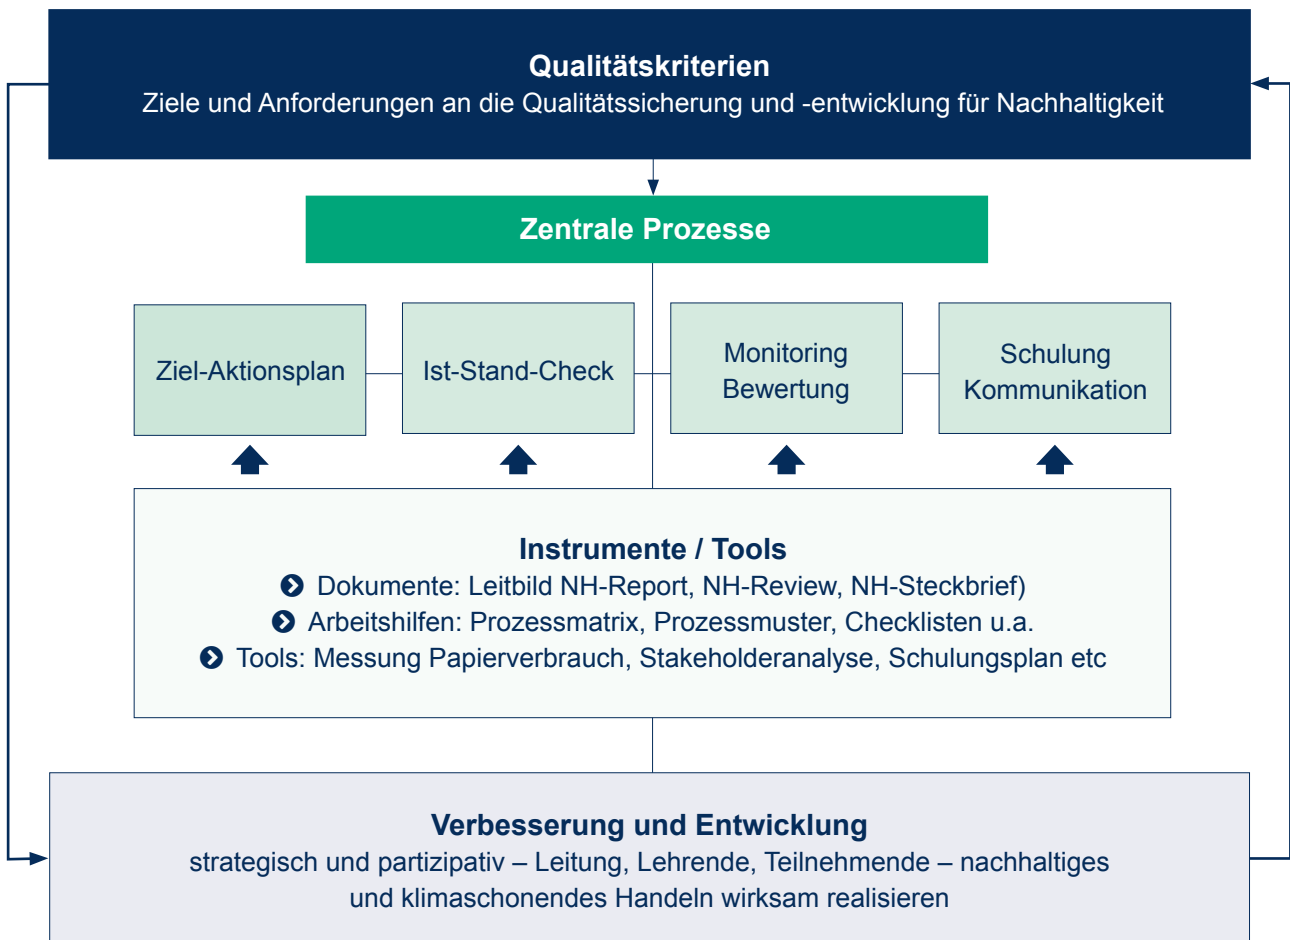 Qualitätskriterien
Ziele und Anforderungen an die Qualitätssicherung und -entwicklung für Nachhaltigkeit
Zentrale Prozesse
Ziel-Aktionsplan
Ist-Stand-Check
Monitoring
Bewertung
Schulung
Kommunikation
Instrumente / Tools
Dokumente: Leitbild NH-Report, NH-Review, NH-Steckbrief)
Arbeitshilfen: Prozessmatrix, Prozessmuster, Checklisten u.a.
Tools: Messung Papierverbrauch, Stakeholderanalyse, Schulungsplan etc
Verbesserung und Entwicklung
strategisch und partizipativ – Leitung, Lehrende, Teilnehmende – nachhaltiges
und klimaschonendes Handeln wirksam realisieren